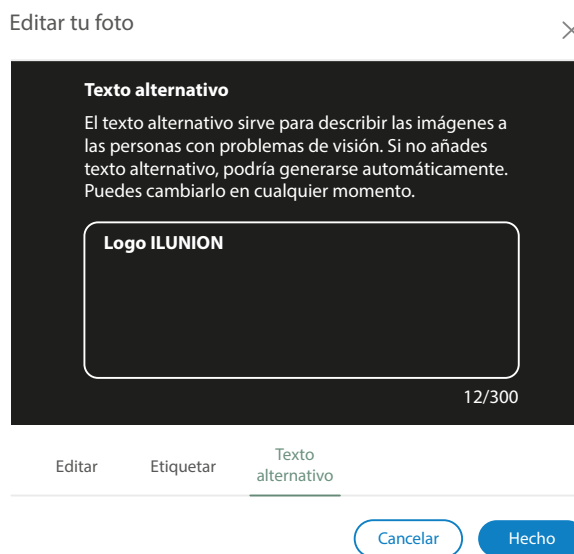 Editar tu foto
Texto alternativo
El texto alternativo sirve para describir las imágenes a
las personas con problemas de visión. Si no añades
texto alternativo, podría generarse automáticamente.
Puedes cambiarlo en cualquier momento.
Logo ILUNION
12/300
Editar Etiquetar Texto
alternativo
Cancelar Hecho